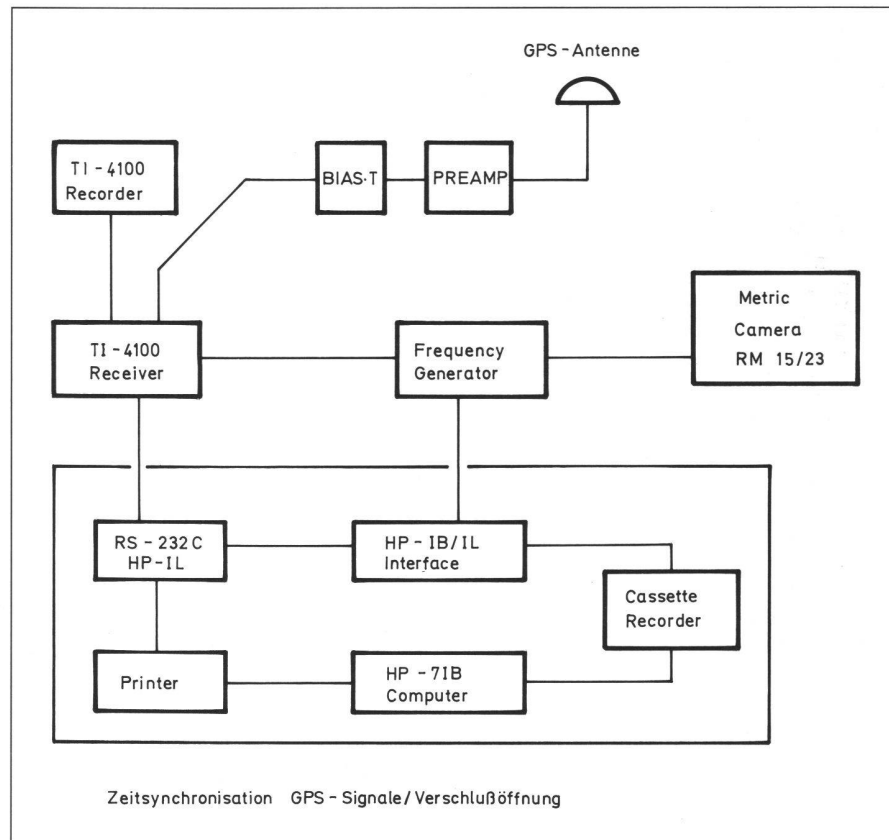 GPS - Antenne
TI - 4100
Recorder
BIAS-T
PREAMP
Metric
Camera
RM 15/23
TI - 4100
Receiver
Frequency
Generator
RS - 232C
HP-IL
HP - IB/IL
Interface
Cassette
Recorder
Printer
HP - 71B
Computer
Zeitsynchronisation GPS - Signale/Verschlußöffnung